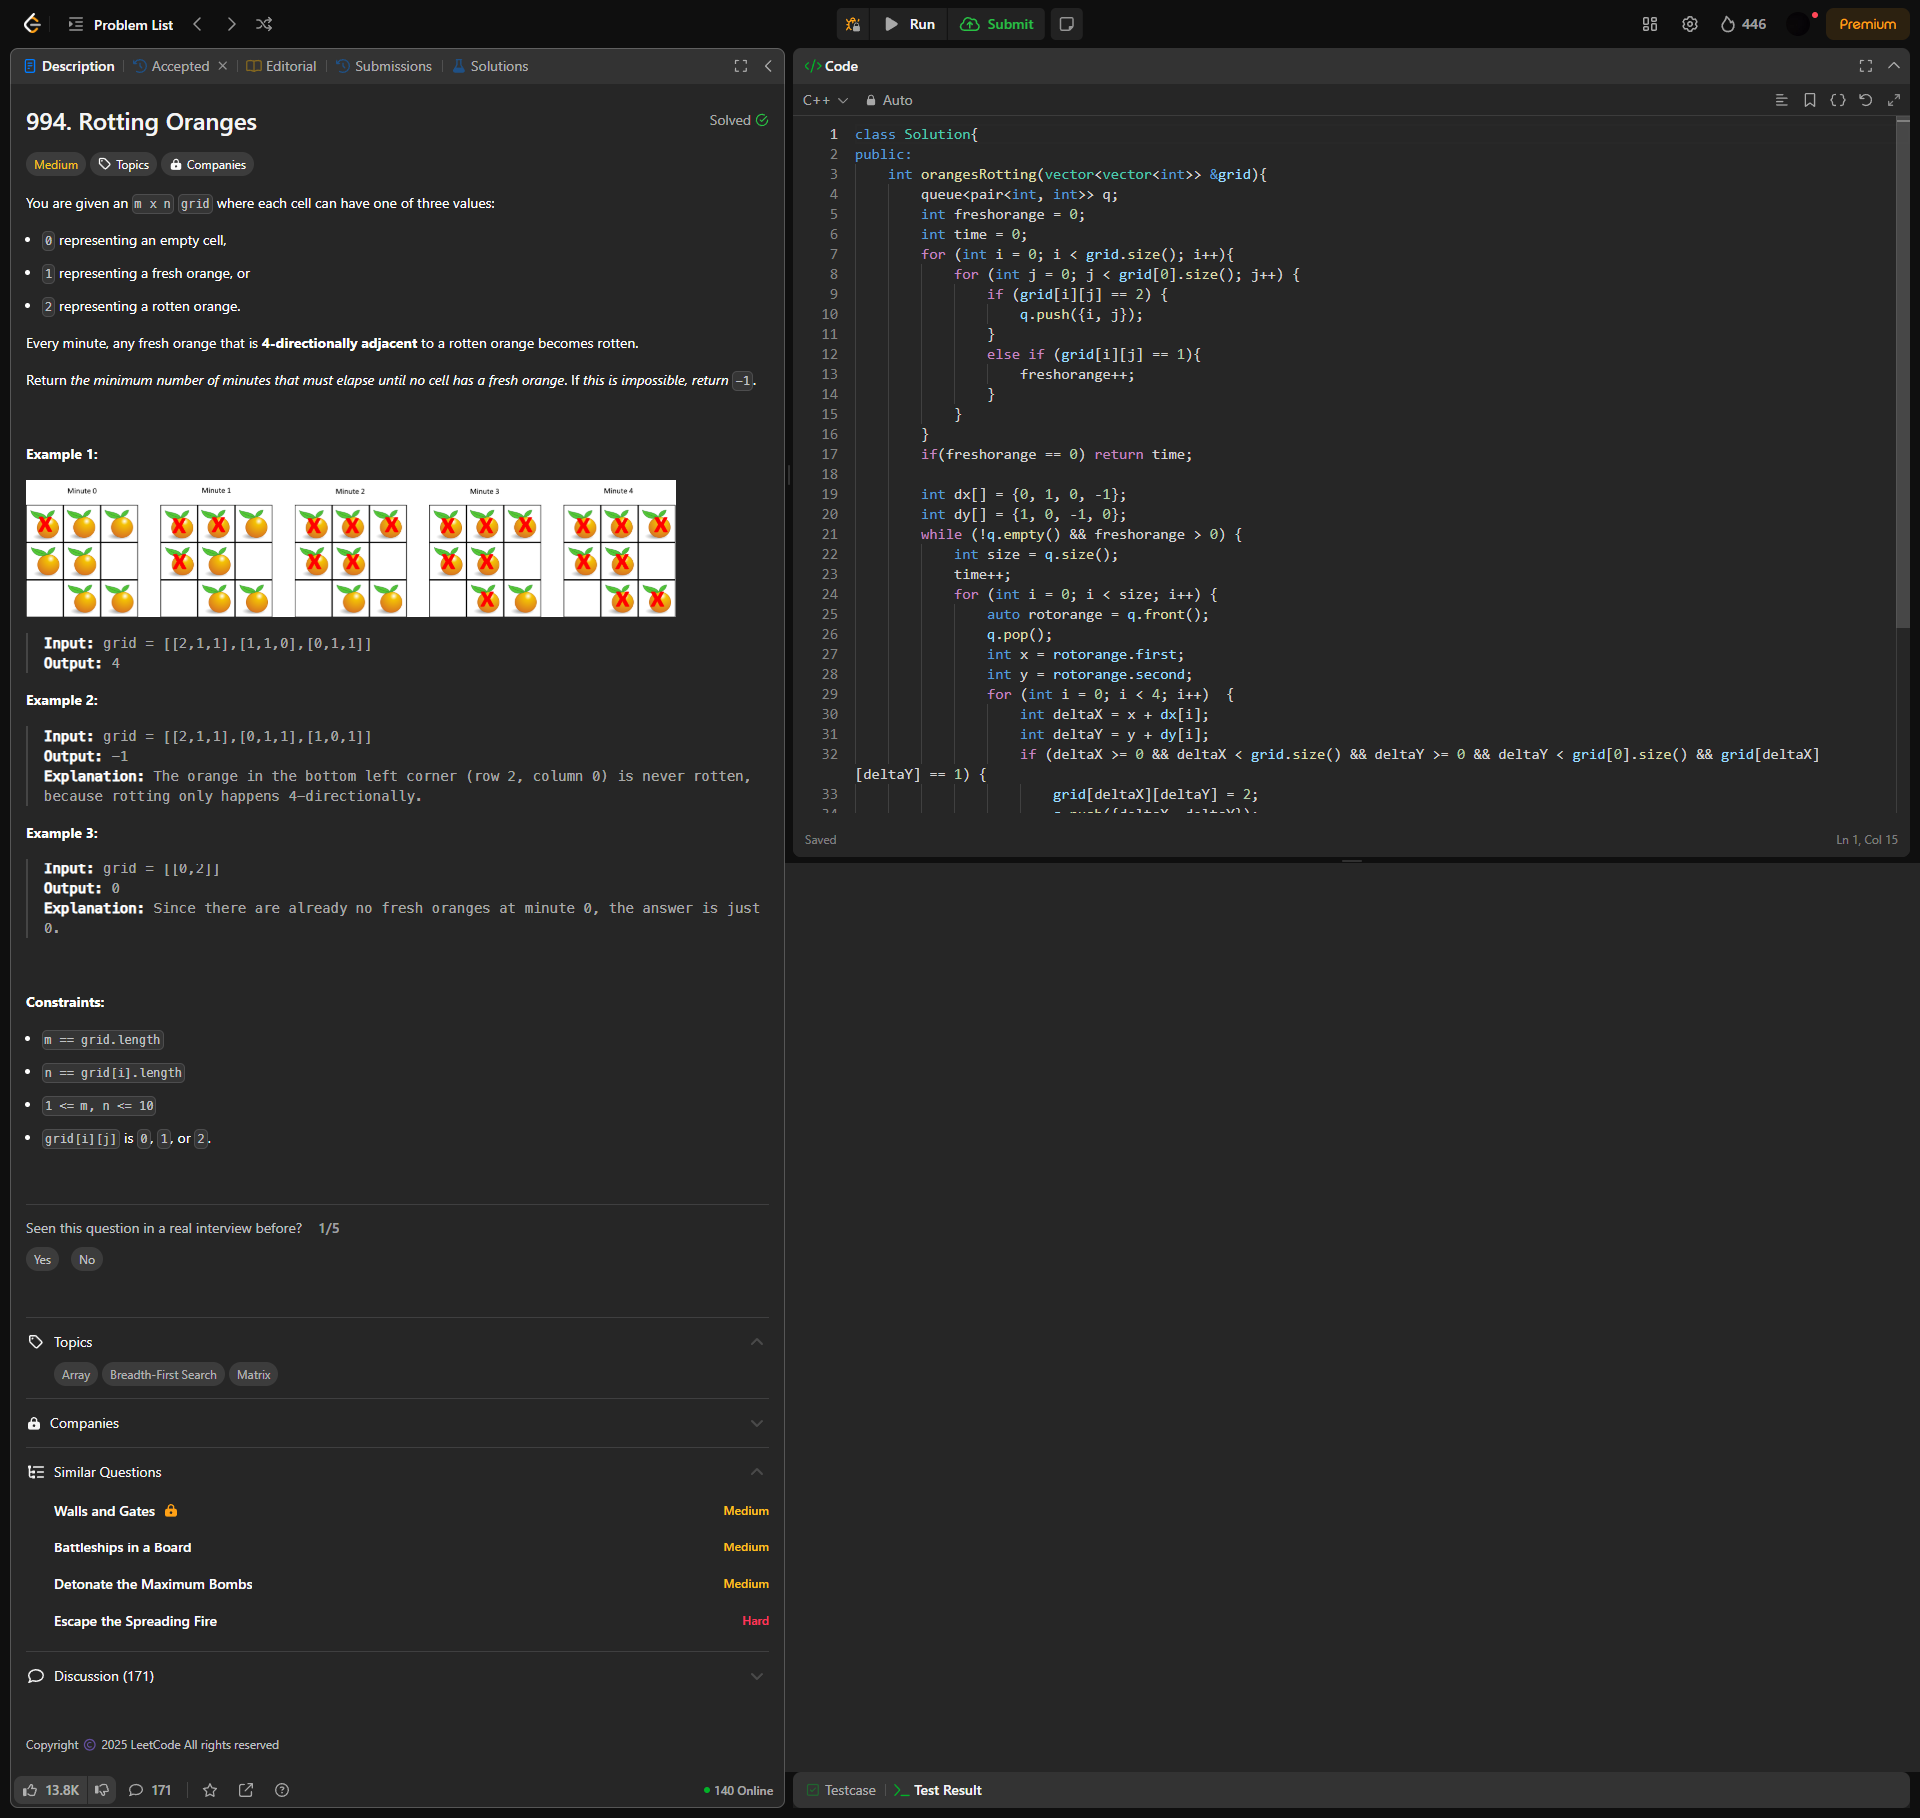 Problem List
Run
Submit
446
Premium
Description
Accepted
Editorial
Submissions
Solutions
994. Rotting Oranges
Solved
Medium
Topics
Companies
You are given an m x n grid where each cell can have one of three values:
0 representing an empty cell,
1 representing a fresh orange, or
2 representing a rotten orange.
Every minute, any fresh orange that is 4-directionally adjacent to a rotten orange becomes rotten.
Return the minimum number of minutes that must elapse until no cell has a fresh orange. If this is impossible, return -1.
Example 1:
Minute 0 Minute 1 Minute 2 Minute 3 Minute 4
Input: grid = [[2,1,1],[1,1,0],[0,1,1]]
Output: 4
Example 2:
Input: grid = [[2,1,1],[0,1,1],[1,0,1]]
Output: -1
Explanation: The orange in the bottom left corner (row 2, column 0) is never rotten,
because rotting only happens 4-directionally.
Example 3:
Input: grid = [[0,2]]
Output: 0
Explanation: Since there are already no fresh oranges at minute 0, the answer is just
0.
Constraints:
m == grid.length
n == grid[i].length
1 <= m, n <= 10
grid[i][j] is 0, 1, or 2.
Seen this question in a real interview before? 1/5
Yes
No
Topics
Array
Breadth-First Search
Matrix
Companies
Similar Questions
Walls and Gates Medium
Battleships in a Board Medium
Detonate the Maximum Bombs Medium
Escape the Spreading Fire Hard
Discussion (171)
Copyright © 2025 LeetCode All rights reserved
13.8K
171
140 Online
</> Code
C++
Auto
1 class Solution{
2 public:
3 int orangesRotting(vector<vector<int>> &grid){
4 queue<pair<int, int>> q;
5 int freshorange = 0;
6 int time = 0;
7 for (int i = 0; i < grid.size(); i++){
8 for (int j = 0; j < grid[0].size(); j++) {
9 if (grid[i][j] == 2) {
10 q.push({i, j});
11 }
12 else if (grid[i][j] == 1){
13 freshorange++;
14 }
15 }
16 }
17 if(freshorange == 0) return time;
18
19 int dx[] = {0, 1, 0, -1};
20 int dy[] = {1, 0, -1, 0};
21 while (!q.empty() && freshorange > 0) {
22 int size = q.size();
23 time++;
24 for (int i = 0; i < size; i++) {
25 auto rotorange = q.front();
26 q.pop();
27 int x = rotorange.first;
28 int y = rotorange.second;
29 for (int i = 0; i < 4; i++)  {
30 int deltaX = x + dx[i];
31 int deltaY = y + dy[i];
32 if (deltaX >= 0 && deltaX < grid.size() && deltaY >= 0 && deltaY < grid[0].size() && grid[deltaX]
[deltaY] == 1) {
33 grid[deltaX][deltaY] = 2;
34 q.push({deltaX, deltaY});
Saved
Ln 1, Col 15
Testcase
Test Result